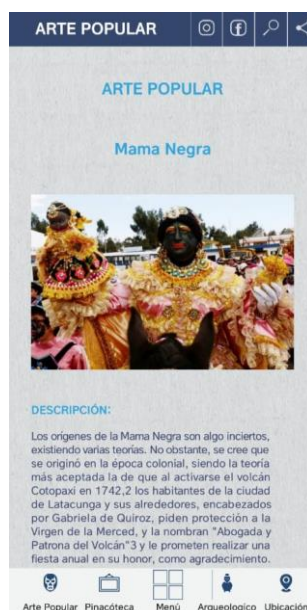 ARTE POPULAR
ARTE POPULAR
Mama Negra
DESCRIPCIÓN:
Los orígenes de la Mama Negra son algo inciertos,
existiendo varias teorías. No obstante, se cree que
se originó en la época colonial, siendo la teoría
más aceptada la de que al activarse el volcán
Cotopaxi en 1742,2 los habitantes de la ciudad
de Latacunga y sus alrededores, encabezados
por Gabriela de Quiroz, piden protección a la
Virgen de la Merced, y la nombran "Abogada y
Patrona del Volcán"3 y le prometen realizar una
fiesta anual en su honor, como agradecimiento.
Arte Popular Pinacóteca Menú Arqueologico Ubicación